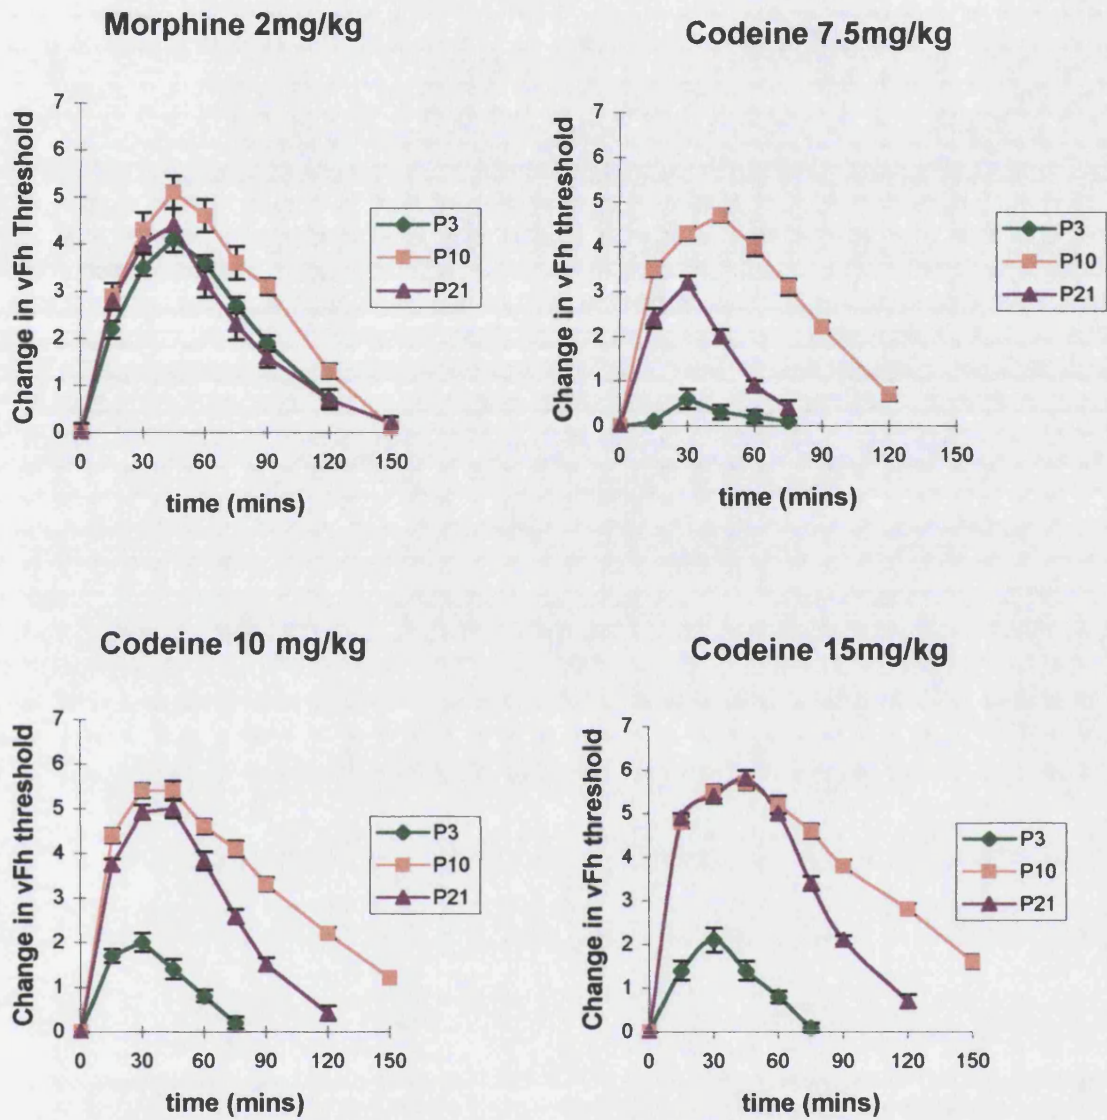 Morphine 2mg/kg
Change in vFh Threshold
7
6
5
4
3
2
1
0
0 30 60 90 120 150
time (mins)
P3
P10
P21
Codeine 7.5mg/kg
Change in vFh threshold
7
6
5
4
3
2
1
0
0 30 60 90 120 150
time (mins)
P3
P10
P21
Codeine 10 mg/kg
Change in vFh threshold
7
6
5
4
3
2
1
0
0 30 60 90 120 150
time (mins)
P3
P10
P21
Codeine 15mg/kg
Change in vFh threshold
7
6
5
4
3
2
1
0
0 30 60 90 120 150
time (mins)
P3
P10
P21